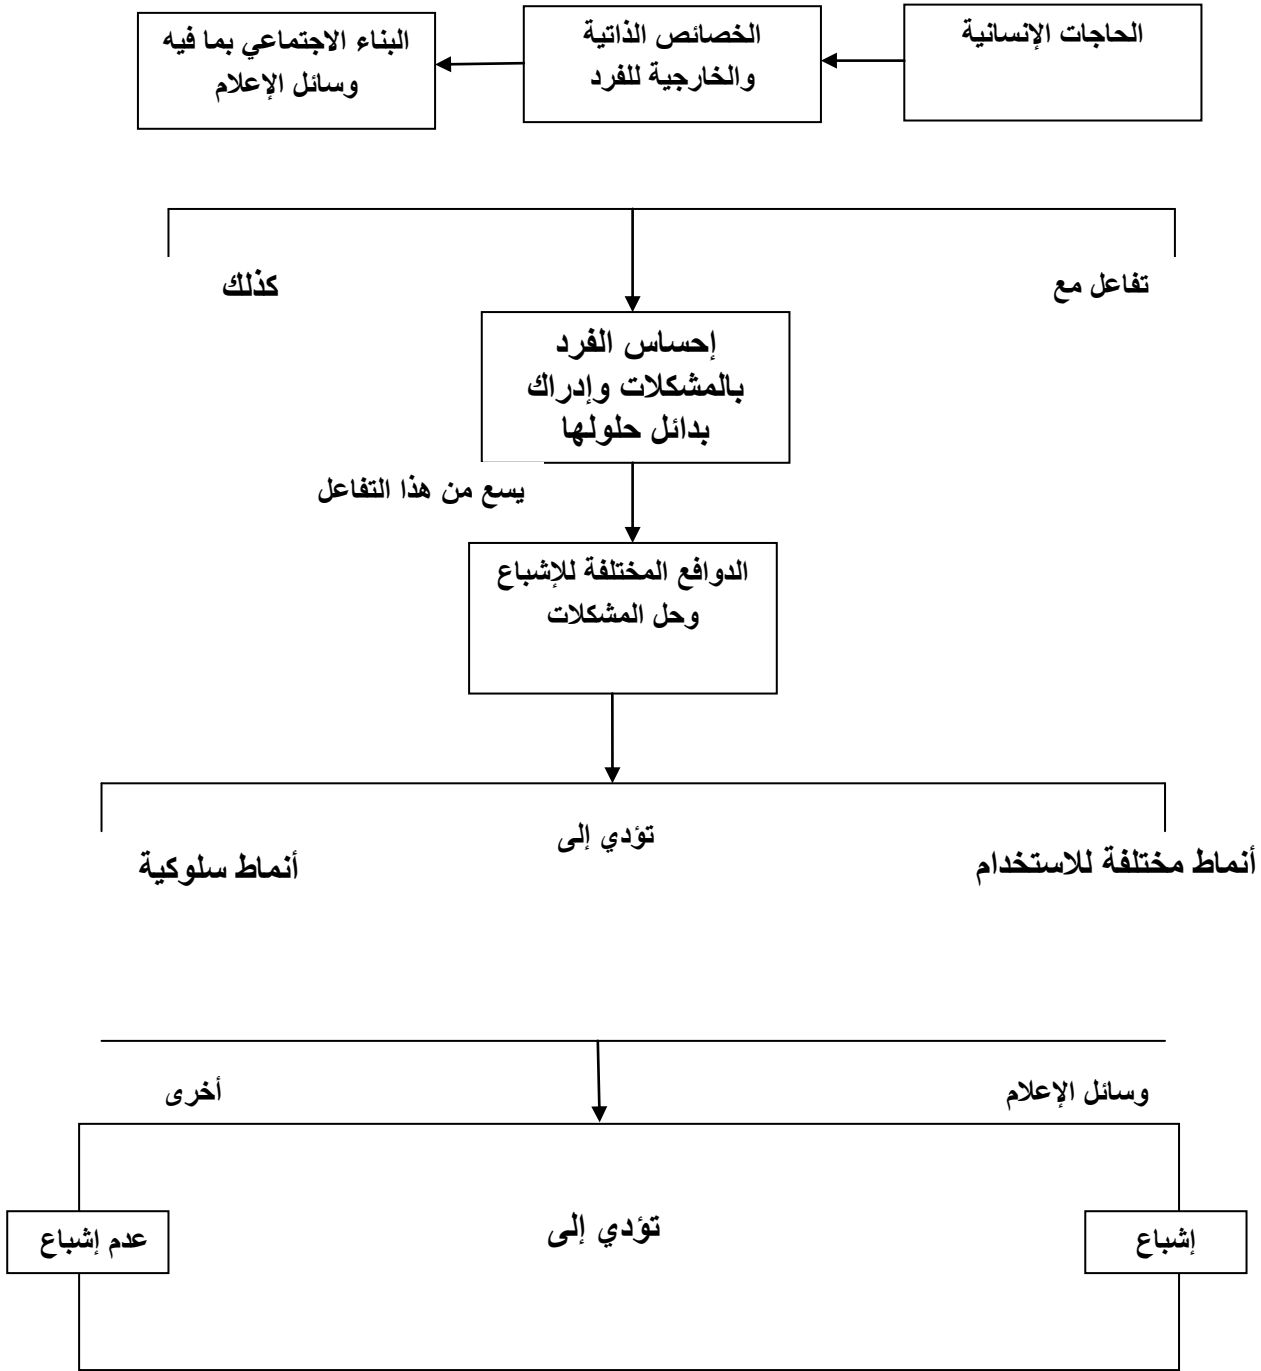 الحاجات الإنسانية
الخصائص الذاتية
والخارجية للفرد
البناء الاجتماعي بما فيه
وسائل الإعلام
تفاعل مع
كذلك
إحساس الفرد
بالمشكلات وإدراك
بدائل حلولها
يسع من هذا التفاعل
الدوافع المختلفة للإشباع
وحل المشكلات
تؤدي إلى
أنماط مختلفة للاستخدام
أنماط سلوكية
وسائل الإعلام
أخرى
إشباع
تؤدي إلى
عدم إشباع